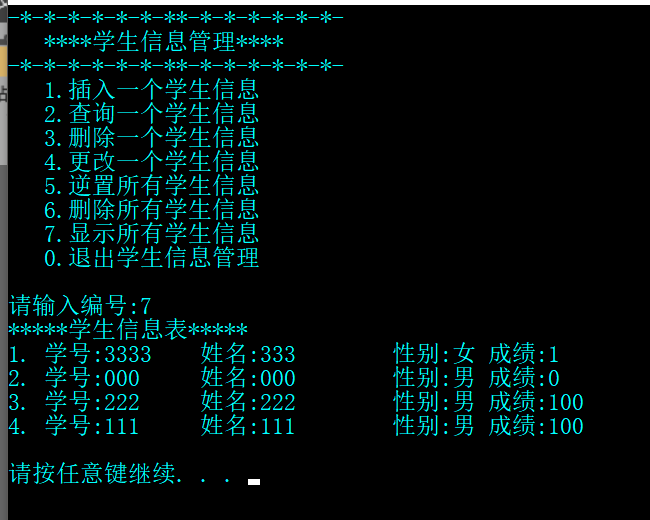 -*-*-*-*-*-*-**-*-*-*-*-*-*-
****学生信息管理****
-*-*-*-*-*-*-**-*-*-*-*-*-*-
1.插入一个学生信息
2.查询一个学生信息
3.删除一个学生信息
4.更改一个学生信息
5.逆置所有学生信息
6.删除所有学生信息
7.显示所有学生信息
0.退出学生信息管理
请输入编号:7
*****学生信息表*****
1. 学号:3333 姓名:333 性别:女 成绩:1
2. 学号:000 姓名:000 性别:男 成绩:0
3. 学号:222 姓名:222 性别:男 成绩:100
4. 学号:111 姓名:111 性别:男 成绩:100
请按任意键继续. . .